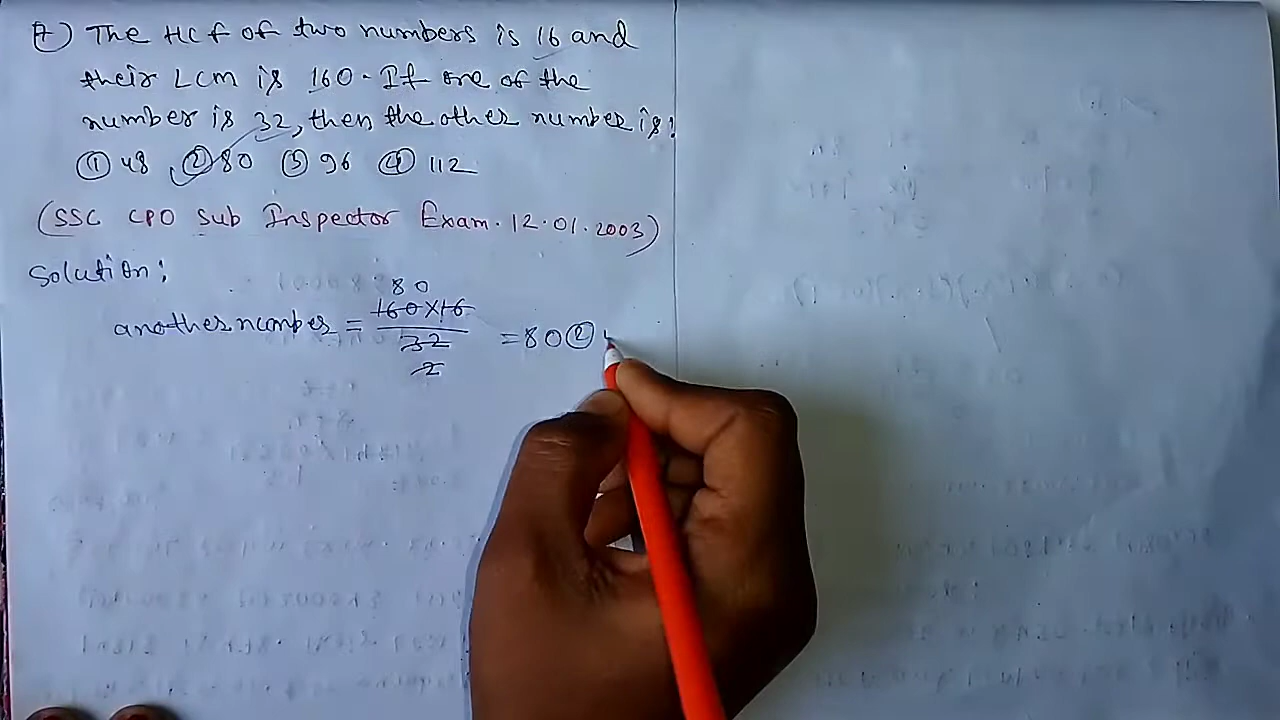 7) The HCF of two numbers is 16 and
their LCM is 160. If one of the
number is 32, then the other number is:
① 48 ② 80 ③ 96 ④ 112
(SSC CPO Sub Inspector Exam. 12.01.2003)
Solution:
80
another number = 160×16 = 80 ②
32
2